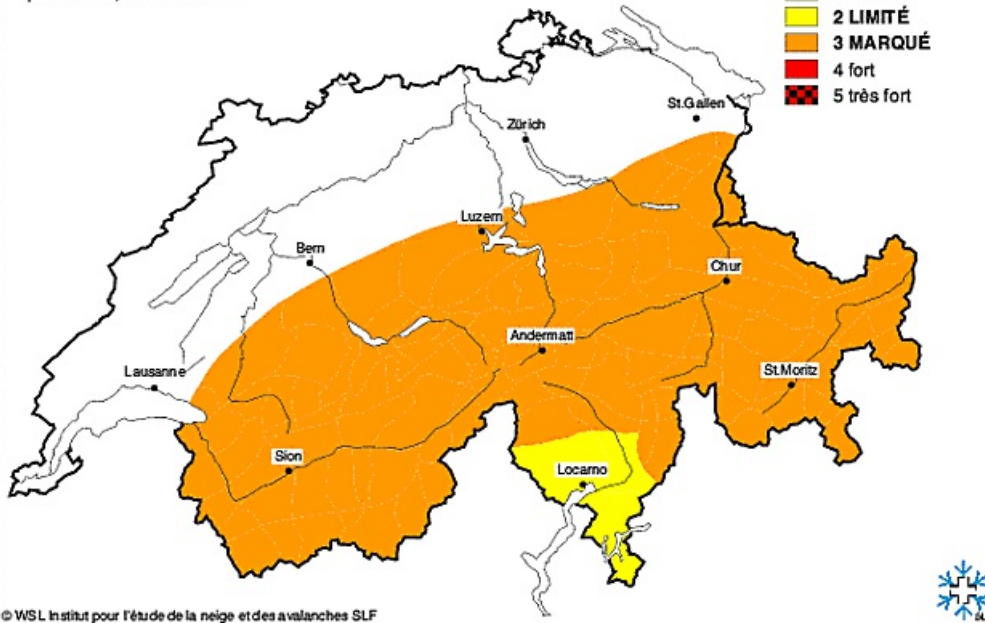 2 LIMITÉ
3 MARQUÉ
4 fort
5 très fort
St.Gallen
Zürich
Luzern
Bern
Chur
Andermatt
Lausanne
St.Moritz
Sion
Locarno
© WSL Institut pour l'étude de la neige et des avalanches SLF